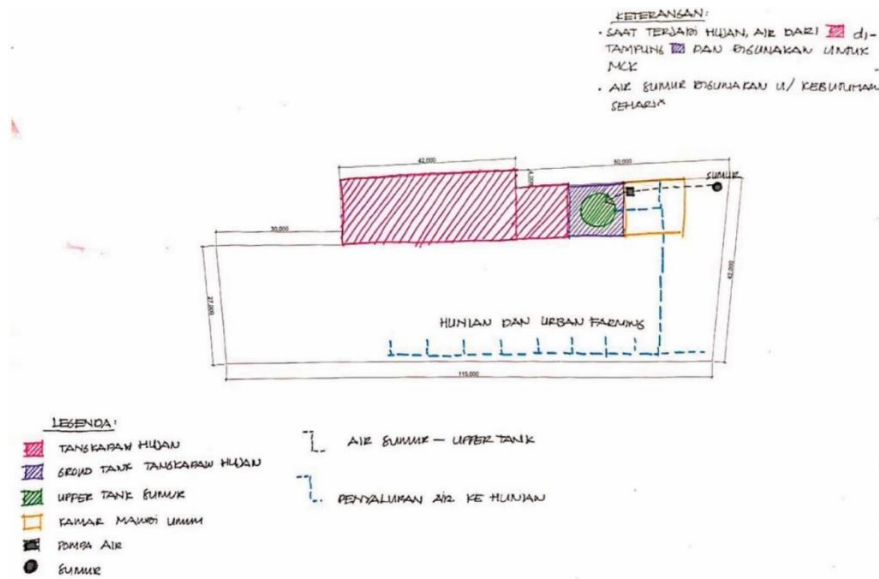 KETERANGAN:
• SAAT TERJADI HUJAN, AIR DARI di-
TAMPUNG DAN DIGUNAKAN UNTUK
MCK
• AIR SUMUR DIGUNAKAN U/ KEBUTUHAN
SEHARI²
42,000
50,000
4,000
SUMUR
30,000
27,000
42,000
HUNIAN DAN URBAN FARMING
115,000
LEGENDA:
TANGKAPAN HUJAN
GROUD TANK TANGKAPAN HUJAN
UPPER TANK SUMUR
KAMAR MANDI UMUM
POMPA AIR
SUMUR
AIR SUMUR — UPPER TANK
PENYALURAN AIR KE HUNIAN